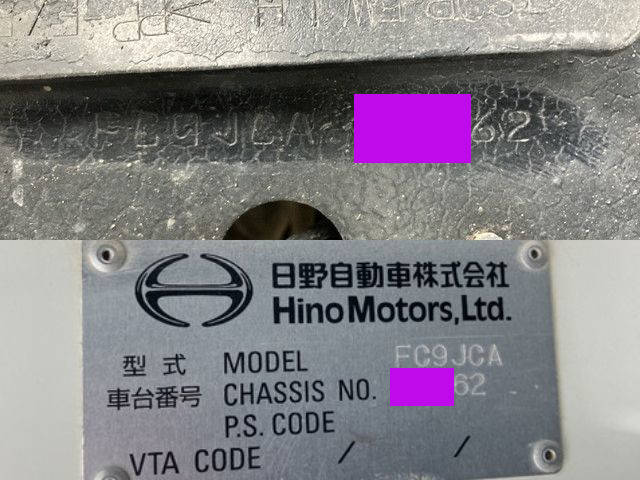 FC9JCA 62
日野自動車株式会社
Hino Motors, Ltd.
型式 MODEL FC9JCA
車台番号 CHASSIS NO. 62
P.S. CODE
VTA CODE / /